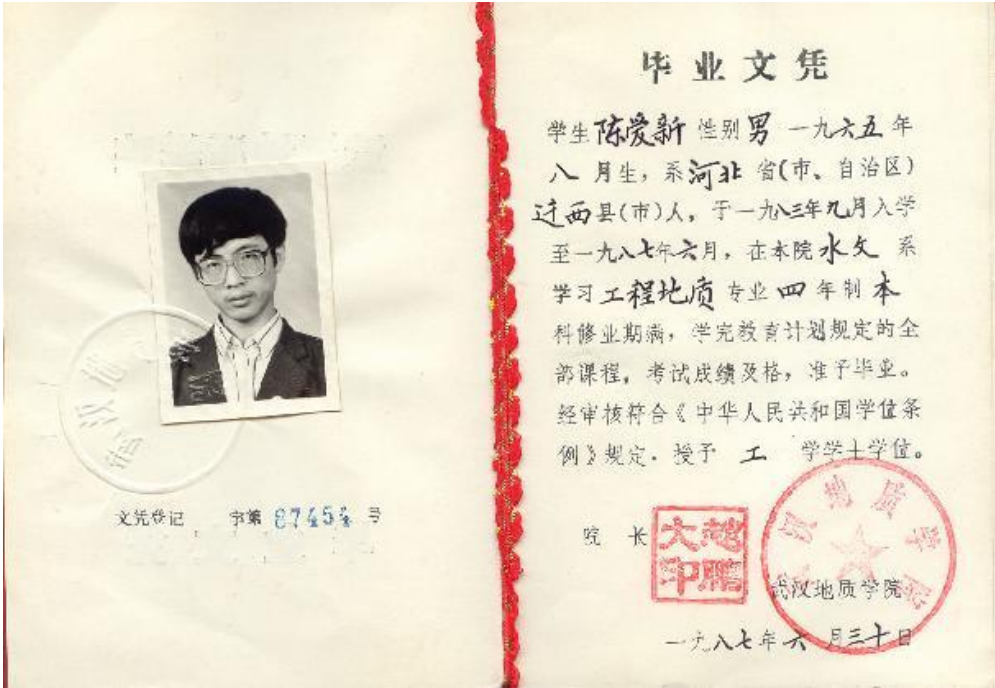 文凭登记 字第 87454 号
毕业文凭
学生陈爱新 性别男 一九六五年
八 月生，系河北 省(市、自治区)
迁西县(市)人，于一九八三年九月入学
至一九八七年六月，在本院水文 系
学习工程地质 专业四年制本
科修业期满，学完教育计划规定的全
部课程，考试成绩及格，准予毕业。
经审核符合《中华人民共和国学位条
例》规定．授予 工 学学士学位。
院 长
赵鹏大印
武汉地质学院
武汉地质学院
一九八七年六月三十日